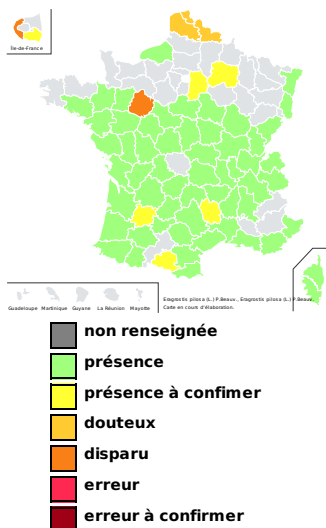 Île-de-France
Guadeloupe Martinique Guyane La Réunion Mayotte
Eragrostis pilosa (L.) P.Beauv., Eragrostis pilosa (L.) P.Beauv.
Carte en cours d'élaboration.
non renseignée
présence
présence à confimer
douteux
disparu
erreur
erreur à confirmer